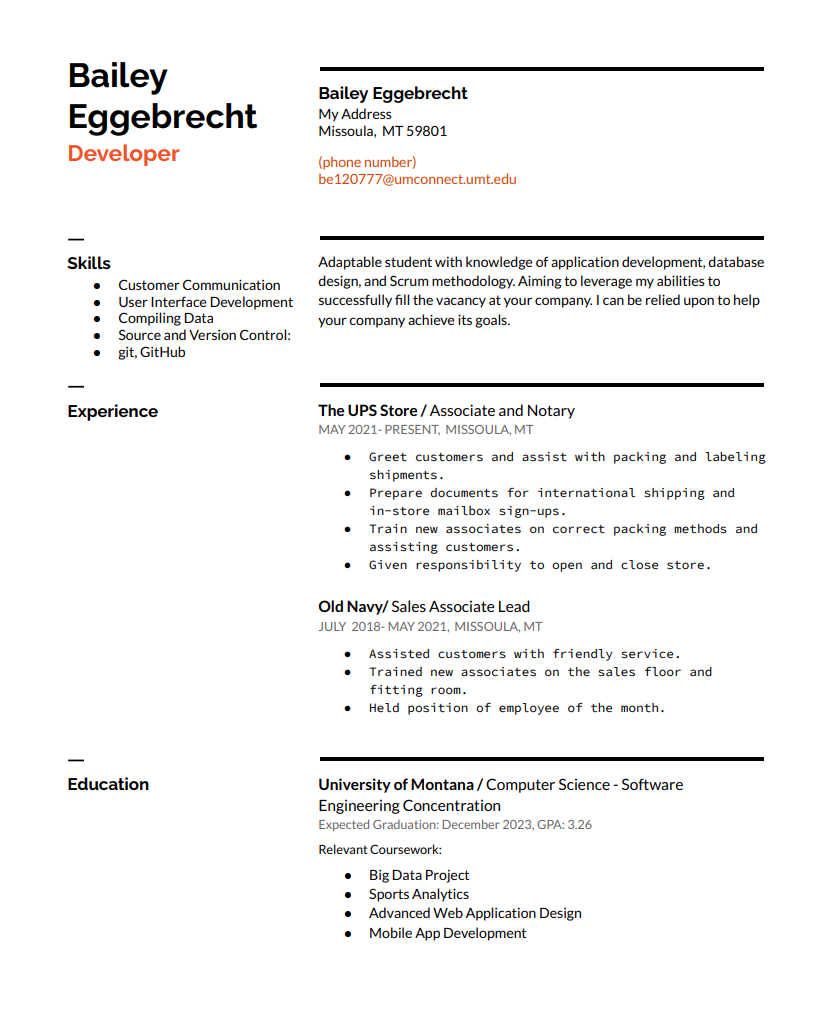 Bailey
Eggebrecht
Developer
Bailey Eggebrecht
My Address
Missoula, MT 59801
(phone number)
be120777@umconnect.umt.edu
Skills
● Customer Communication
● User Interface Development
● Compiling Data
● Source and Version Control:
● git, GitHub
Adaptable student with knowledge of application development, database
design, and Scrum methodology. Aiming to leverage my abilities to
successfully fill the vacancy at your company. I can be relied upon to help
your company achieve its goals.
Experience
The UPS Store / Associate and Notary
MAY 2021- PRESENT, MISSOULA, MT
● Greet customers and assist with packing and labeling
shipments.
● Prepare documents for international shipping and
in-store mailbox sign-ups.
● Train new associates on correct packing methods and
assisting customers.
● Given responsibility to open and close store.
Old Navy/ Sales Associate Lead
JULY 2018- MAY 2021, MISSOULA, MT
● Assisted customers with friendly service.
● Trained new associates on the sales floor and
fitting room.
● Held position of employee of the month.
Education
University of Montana / Computer Science - Software
Engineering Concentration
Expected Graduation: December 2023, GPA: 3.26
Relevant Coursework:
● Big Data Project
● Sports Analytics
● Advanced Web Application Design
● Mobile App Development